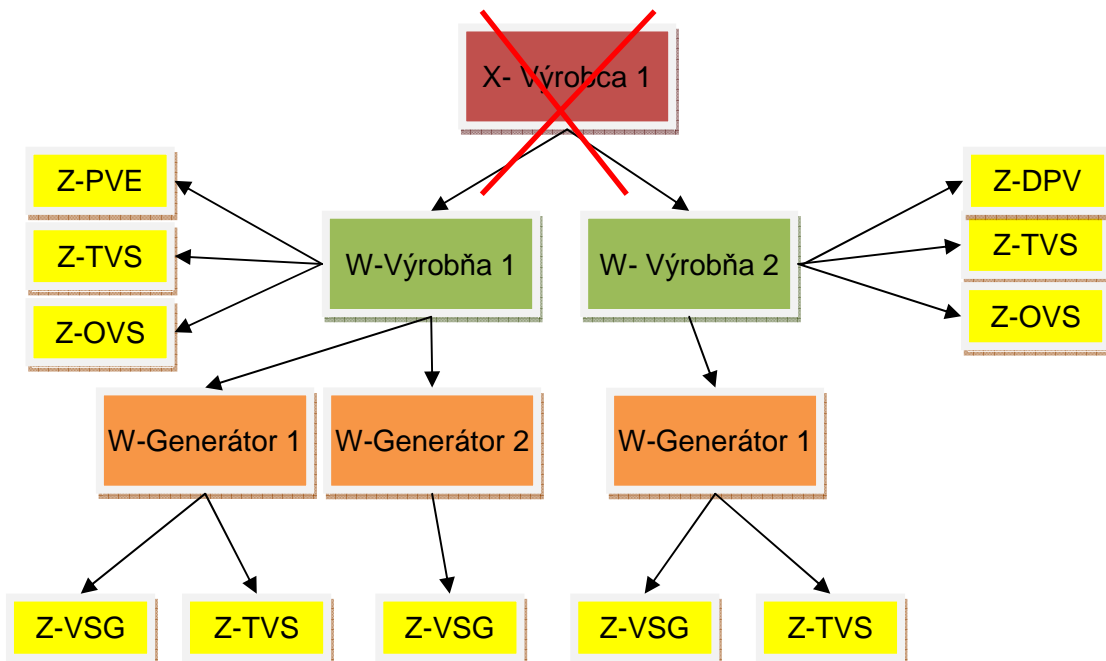 X- Výrobca 1
Z-PVE
Z-DPV
Z-TVS
W-Výrobňa 1
W- Výrobňa 2
Z-TVS
Z-OVS
Z-OVS
W-Generátor 1
W-Generátor 2
W-Generátor 1
Z-VSG
Z-TVS
Z-VSG
Z-VSG
Z-TVS